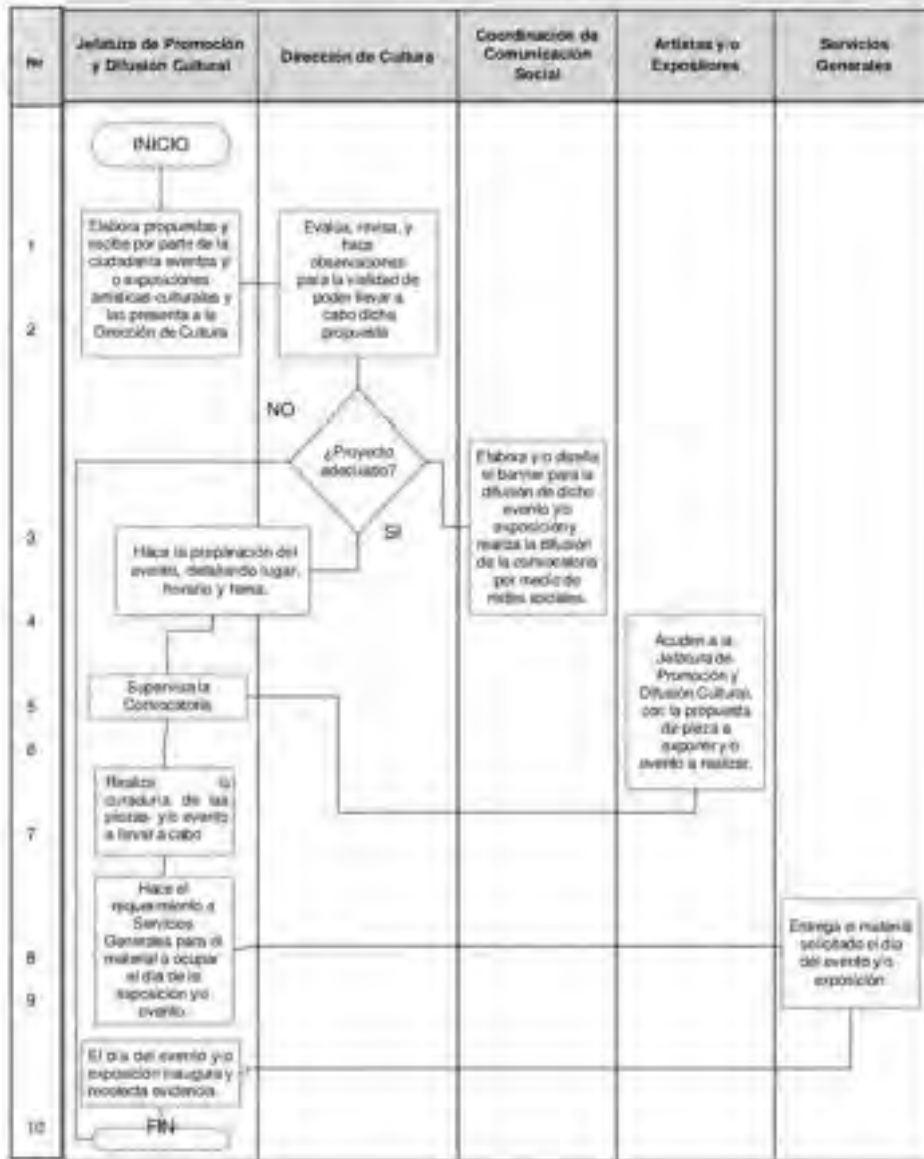 Jefatura de Promoción
y Difusión Cultural
Dirección de Cultura
Coordinación de
Comunicación
Social
Artistas y/o
Expositores
Servicios
Generales
INICIO
1
Elabora propuestas y
recibe por parte de la
ciudadanía eventos y/
o exposiciones
artísticas-culturales y
las presenta a la
Dirección de Cultura
Evalúa, revisa, y
hace
observaciones
para la vialidad de
poder llevar a
cabo dicha
propuesta
2
NO
¿Proyecto
adecuado?
SI
Elabora y/o diseña
el banner para la
difusión de dicho
evento y/o
exposición y
realiza la difusión
de la convocatoria
por medio de
redes sociales.
3
Hace la preparación del
evento, detallando lugar,
horario y tema.
4
Acuden a la
Jefatura de
Promoción y
Difusión Cultural,
con la propuesta
de pieza a
exponer y/o
evento a realizar.
5
Supervisa la
Convocatoria
6
Realiza la
curaduría de las
piezas y/o evento
a llevar a cabo
7
Hace el
requerimiento a
Servicios
Generales para el
material a ocupar
el día de la
exposición y/o
evento.
Entrega el material
solicitado el día
del evento y/o
exposición
8
9
El día del evento y/o
exposición inaugura y
recolecta evidencia.
10
FIN